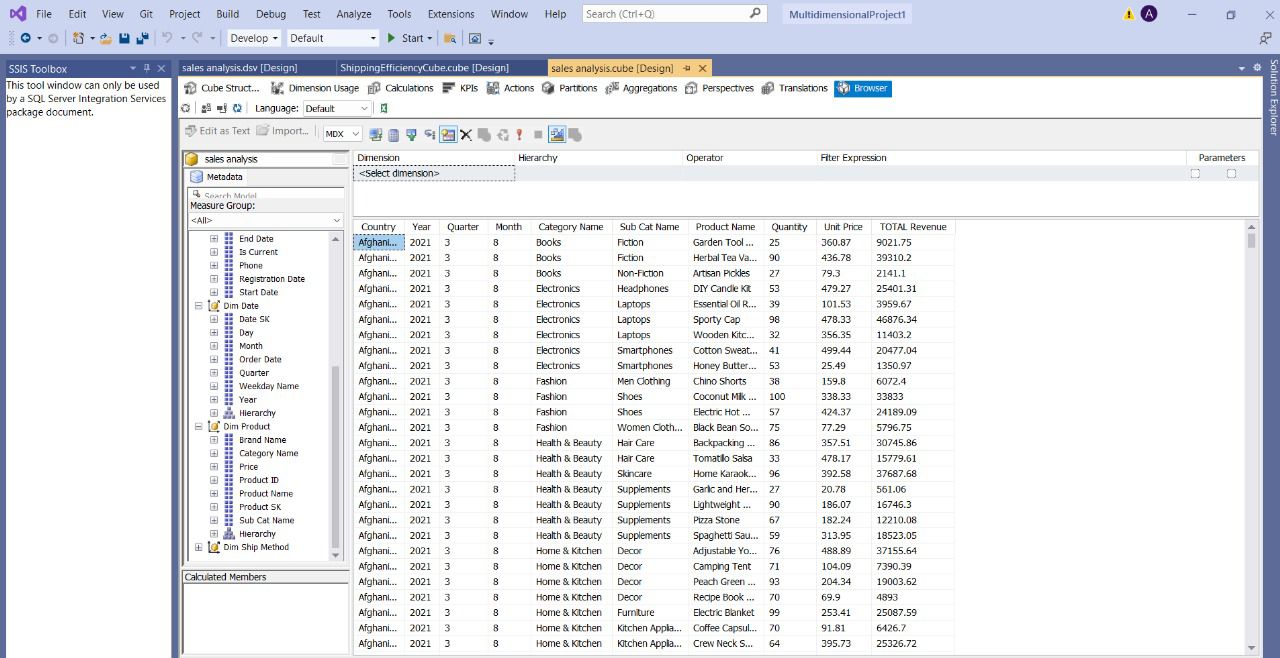 File Edit View Git Project Build Debug Test Analyze Tools Extensions Window Help Search (Ctrl+Q) MultidimensionalProject1 A
Develop Default Start
SSIS Toolbox
This tool window can only be used
by a SQL Server Integration Services
package document.
sales analysis.dsv [Design] ShippingEfficiencyCube.cube [Design] sales analysis.cube [Design]
Cube Struct... Dimension Usage Calculations KPIs Actions Partitions Aggregations Perspectives Translations Browser
Language: Default
Edit as Text Import... MDX
sales analysis
Metadata
Search Model
Measure Group:
<All>
End Date
Is Current
Phone
Registration Date
Start Date
Dim Date
Date SK
Day
Month
Order Date
Quarter
Weekday Name
Year
Hierarchy
Dim Product
Brand Name
Category Name
Price
Product ID
Product Name
Product SK
Sub Cat Name
Hierarchy
Dim Ship Method
Calculated Members
Dimension Hierarchy Operator Filter Expression Parameters
<Select dimension>
Country Year Quarter Month Category Name Sub Cat Name Product Name Quantity Unit Price TOTAL Revenue
Afghani... 2021 3 8 Books Fiction Garden Tool ... 25 360.87 9021.75
Afghani... 2021 3 8 Books Fiction Herbal Tea Va... 90 436.78 39310.2
Afghani... 2021 3 8 Books Non-Fiction Artisan Pickles 27 79.3 2141.1
Afghani... 2021 3 8 Electronics Headphones DIY Candle Kit 53 479.27 25401.31
Afghani... 2021 3 8 Electronics Laptops Essential Oil R... 39 101.53 3959.67
Afghani... 2021 3 8 Electronics Laptops Sporty Cap 98 478.33 46876.34
Afghani... 2021 3 8 Electronics Laptops Wooden Kitc... 32 356.35 11403.2
Afghani... 2021 3 8 Electronics Smartphones Cotton Sweat... 41 499.44 20477.04
Afghani... 2021 3 8 Electronics Smartphones Honey Butter... 53 25.49 1350.97
Afghani... 2021 3 8 Fashion Men Clothing Chino Shorts 38 159.8 6072.4
Afghani... 2021 3 8 Fashion Shoes Coconut Milk ... 100 338.33 33833
Afghani... 2021 3 8 Fashion Shoes Electric Hot ... 57 424.37 24189.09
Afghani... 2021 3 8 Fashion Women Cloth... Black Bean So... 75 77.29 5796.75
Afghani... 2021 3 8 Health & Beauty Hair Care Backpacking ... 86 357.51 30745.86
Afghani... 2021 3 8 Health & Beauty Hair Care Tomatillo Salsa 33 478.17 15779.61
Afghani... 2021 3 8 Health & Beauty Skincare Home Karaok... 96 392.58 37687.68
Afghani... 2021 3 8 Health & Beauty Supplements Garlic and Her... 27 20.78 561.06
Afghani... 2021 3 8 Health & Beauty Supplements Lightweight ... 90 186.07 16746.3
Afghani... 2021 3 8 Health & Beauty Supplements Pizza Stone 67 182.24 12210.08
Afghani... 2021 3 8 Health & Beauty Supplements Spaghetti Sau... 59 313.95 18523.05
Afghani... 2021 3 8 Home & Kitchen Decor Adjustable Yo... 76 488.89 37155.64
Afghani... 2021 3 8 Home & Kitchen Decor Camping Tent 71 104.09 7390.39
Afghani... 2021 3 8 Home & Kitchen Decor Peach Green ... 93 204.34 19003.62
Afghani... 2021 3 8 Home & Kitchen Decor Recipe Book ... 70 69.9 4893
Afghani... 2021 3 8 Home & Kitchen Furniture Electric Blanket 99 253.41 25087.59
Afghani... 2021 3 8 Home & Kitchen Kitchen Applia... Coffee Capsul... 70 91.81 6426.7
Afghani... 2021 3 8 Home & Kitchen Kitchen Applia... Crew Neck S... 64 395.73 25326.72
Solution Explorer